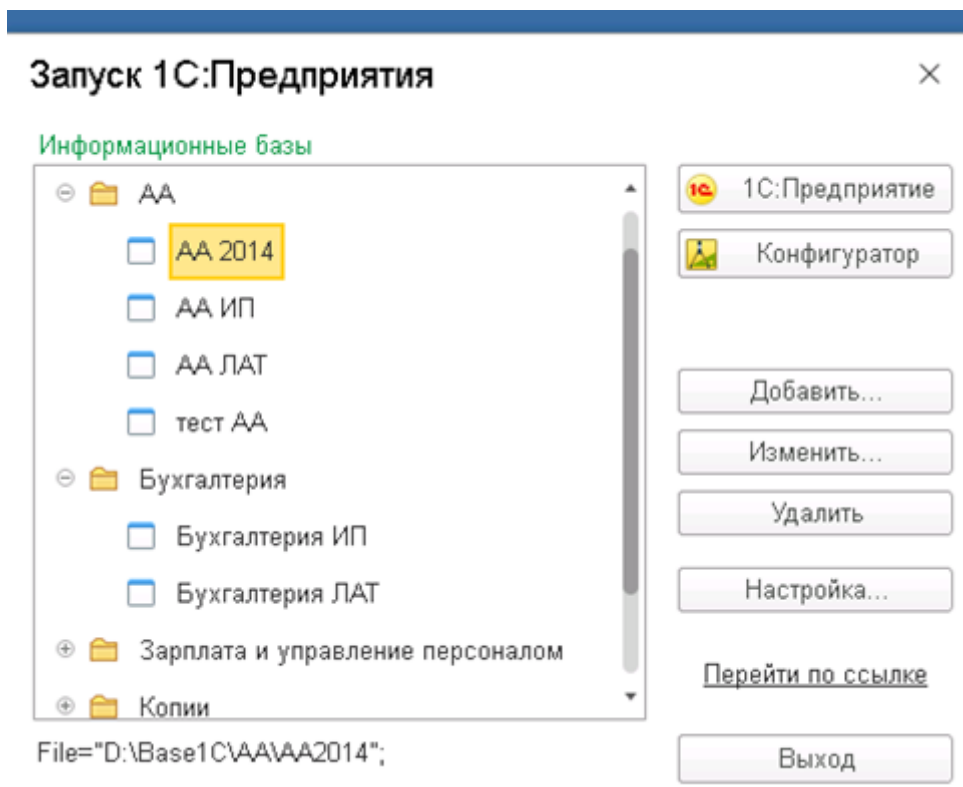 Запуск 1С:Предприятия
Информационные базы
АА
АА 2014
АА ИП
АА ЛАТ
тест АА
Бухгалтерия
Бухгалтерия ИП
Бухгалтерия ЛАТ
Зарплата и управление персоналом
Копии
File="D:\Base1C\AA\AA2014";
1С 1С:Предприятие
Конфигуратор
Добавить...
Изменить...
Удалить
Настройка...
Перейти по ссылке
Выход